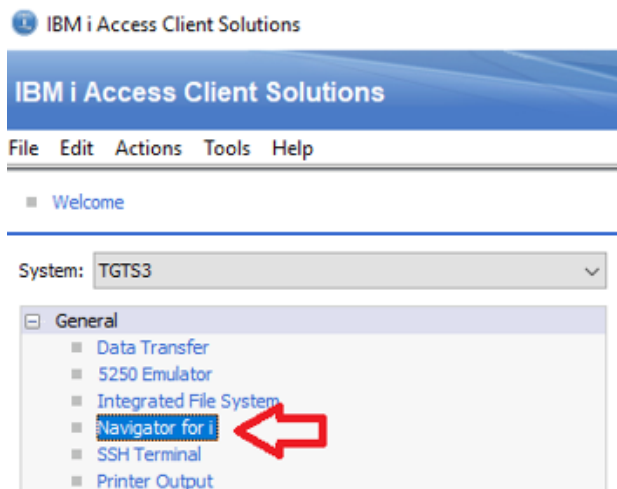 IBM i Access Client Solutions
IBM i Access Client Solutions
File Edit Actions Tools Help
Welcome
System: TGTS3
General
Data Transfer
5250 Emulator
Integrated File System
Navigator for i
SSH Terminal
Printer Output